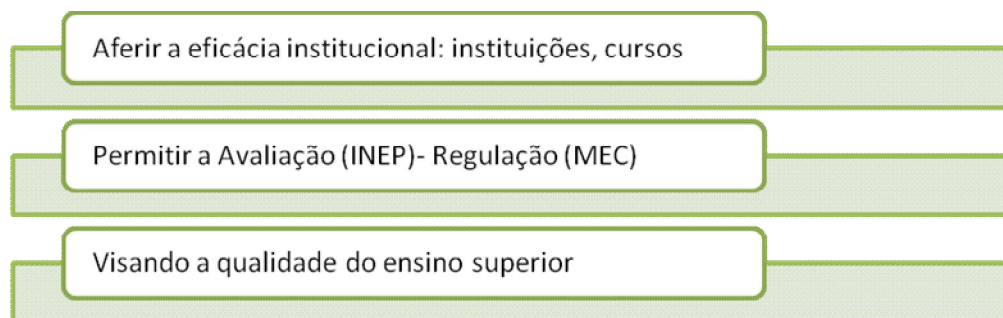 Aferir a eficácia institucional: instituições, cursos
Permitir a Avaliação (INEP)- Regulação (MEC)
Visando a qualidade do ensino superior